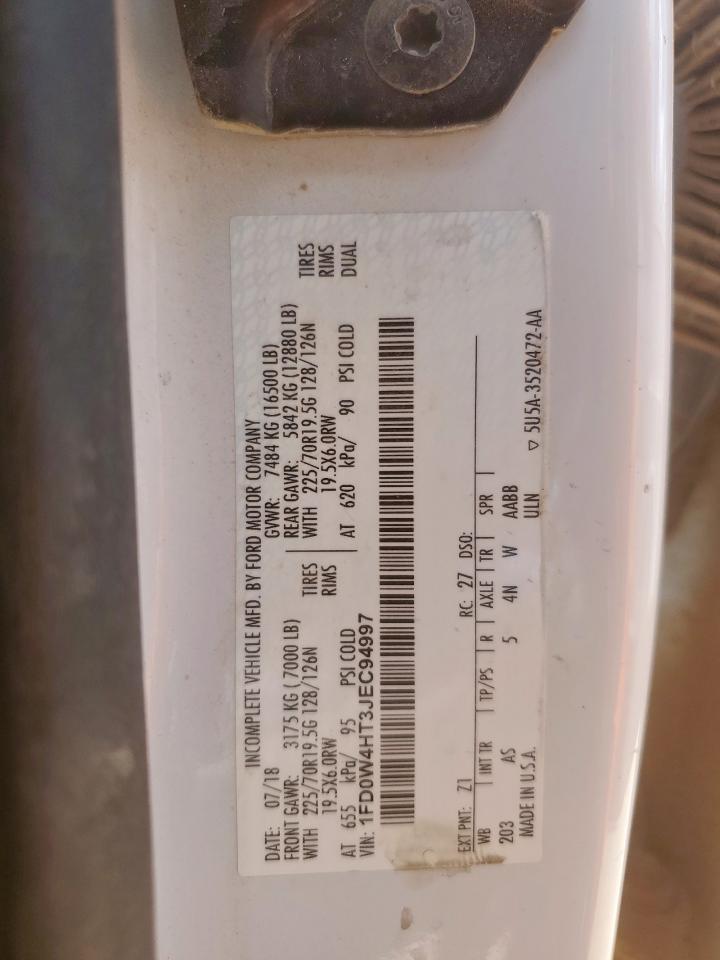 INCOMPLETE VEHICLE MFD. BY FORD MOTOR COMPANY
DATE: 07/18 GVWR: 7484 KG (16500 LB)
FRONT GAWR: 3175 KG ( 7000 LB) REAR GAWR: 5842 KG (12880 LB)
WITH 225/70R19.5G 128/126N TIRES WITH 225/70R19.5G 128/126N TIRES
19.5X6.0RW RIMS 19.5X6.0RW RIMS
AT 655 kPa/ 95 PSI COLD AT 620 kPa/ 90 PSI COLD DUAL
VIN: 1FD0W4HT3JEC94997
EXT PNT: Z1 RC: 27 DSO:
WB INT TR TP/PS R AXLE TR SPR
203 AS 5 4N W AABB
MADE IN U.S.A. ULN
▽ 5U5A-3520472-AA